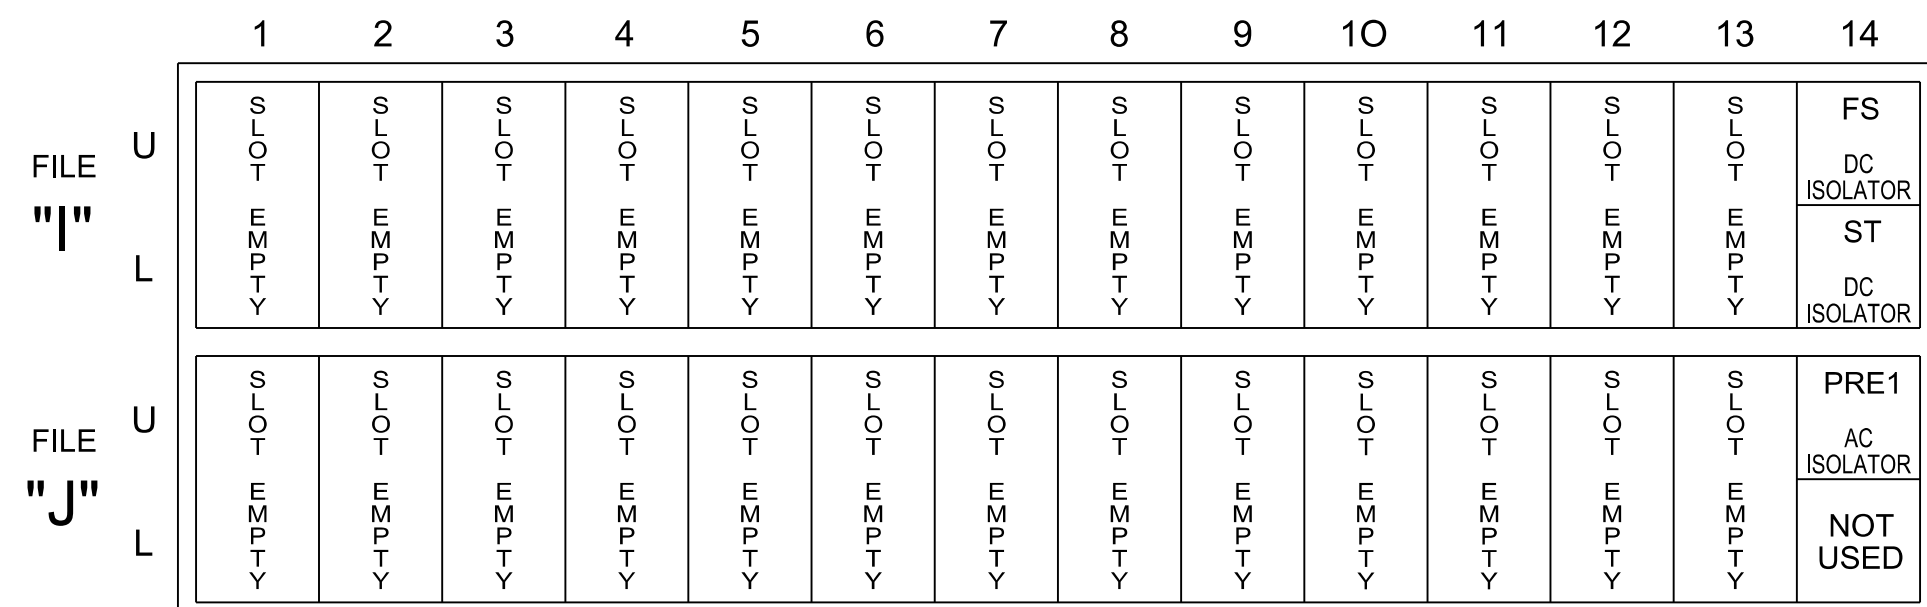 1 2 3 4 5 6 7 8 9 10 11 12 13 14
FILE "I"
U
L
SLOT EMPTY
SLOT EMPTY
SLOT EMPTY
SLOT EMPTY
SLOT EMPTY
SLOT EMPTY
SLOT EMPTY
SLOT EMPTY
SLOT EMPTY
SLOT EMPTY
SLOT EMPTY
SLOT EMPTY
SLOT EMPTY
FS
DC
ISOLATOR
ST
DC
ISOLATOR
FILE "J"
U
L
SLOT EMPTY
SLOT EMPTY
SLOT EMPTY
SLOT EMPTY
SLOT EMPTY
SLOT EMPTY
SLOT EMPTY
SLOT EMPTY
SLOT EMPTY
SLOT EMPTY
SLOT EMPTY
SLOT EMPTY
SLOT EMPTY
PRE1
AC
ISOLATOR
NOT
USED